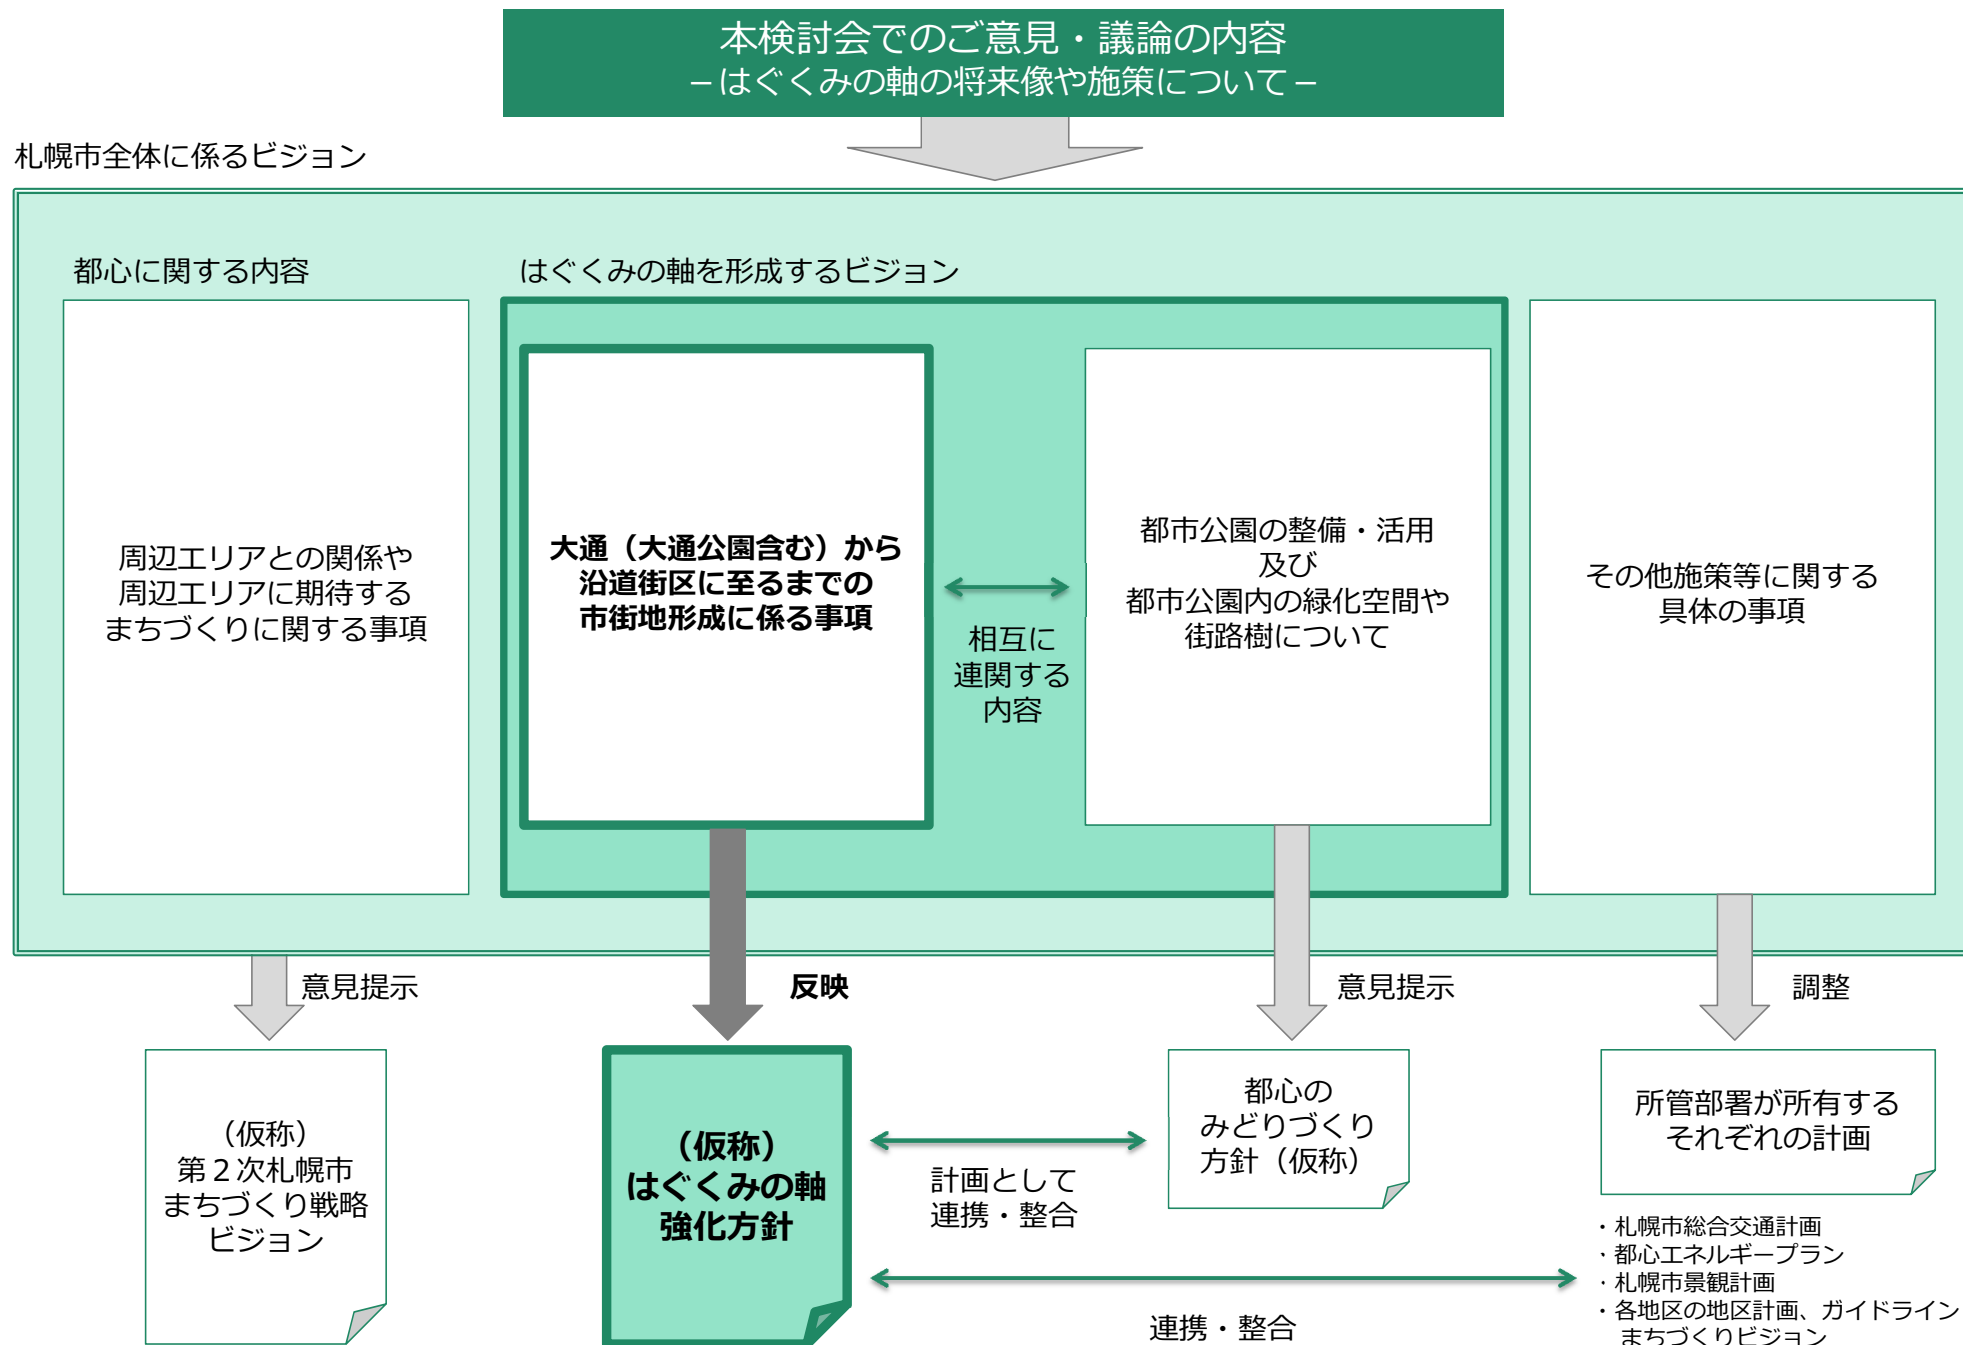 本検討会でのご意見・議論の内容
－はぐくみの軸の将来像や施策について－
札幌市全体に係るビジョン
都心に関する内容
はぐくみの軸を形成するビジョン
周辺エリアとの関係や
周辺エリアに期待する
まちづくりに関する事項
大通（大通公園含む）から
沿道街区に至るまでの
市街地形成に係る事項
相互に
連関する
内容
都市公園の整備・活用
及び
都市公園内の緑化空間や
街路樹について
その他施策等に関する
具体の事項
意見提示
反映
意見提示
調整
（仮称）
第２次札幌市
まちづくり戦略
ビジョン
（仮称）
はぐくみの軸
強化方針
計画として
連携・整合
都心の
みどりづくり
方針（仮称）
所管部署が所有する
それぞれの計画
・札幌市総合交通計画
・都心エネルギープラン
・札幌市景観計画
・各地区の地区計画、ガイドライン
まちづくりビジョン
連携・整合